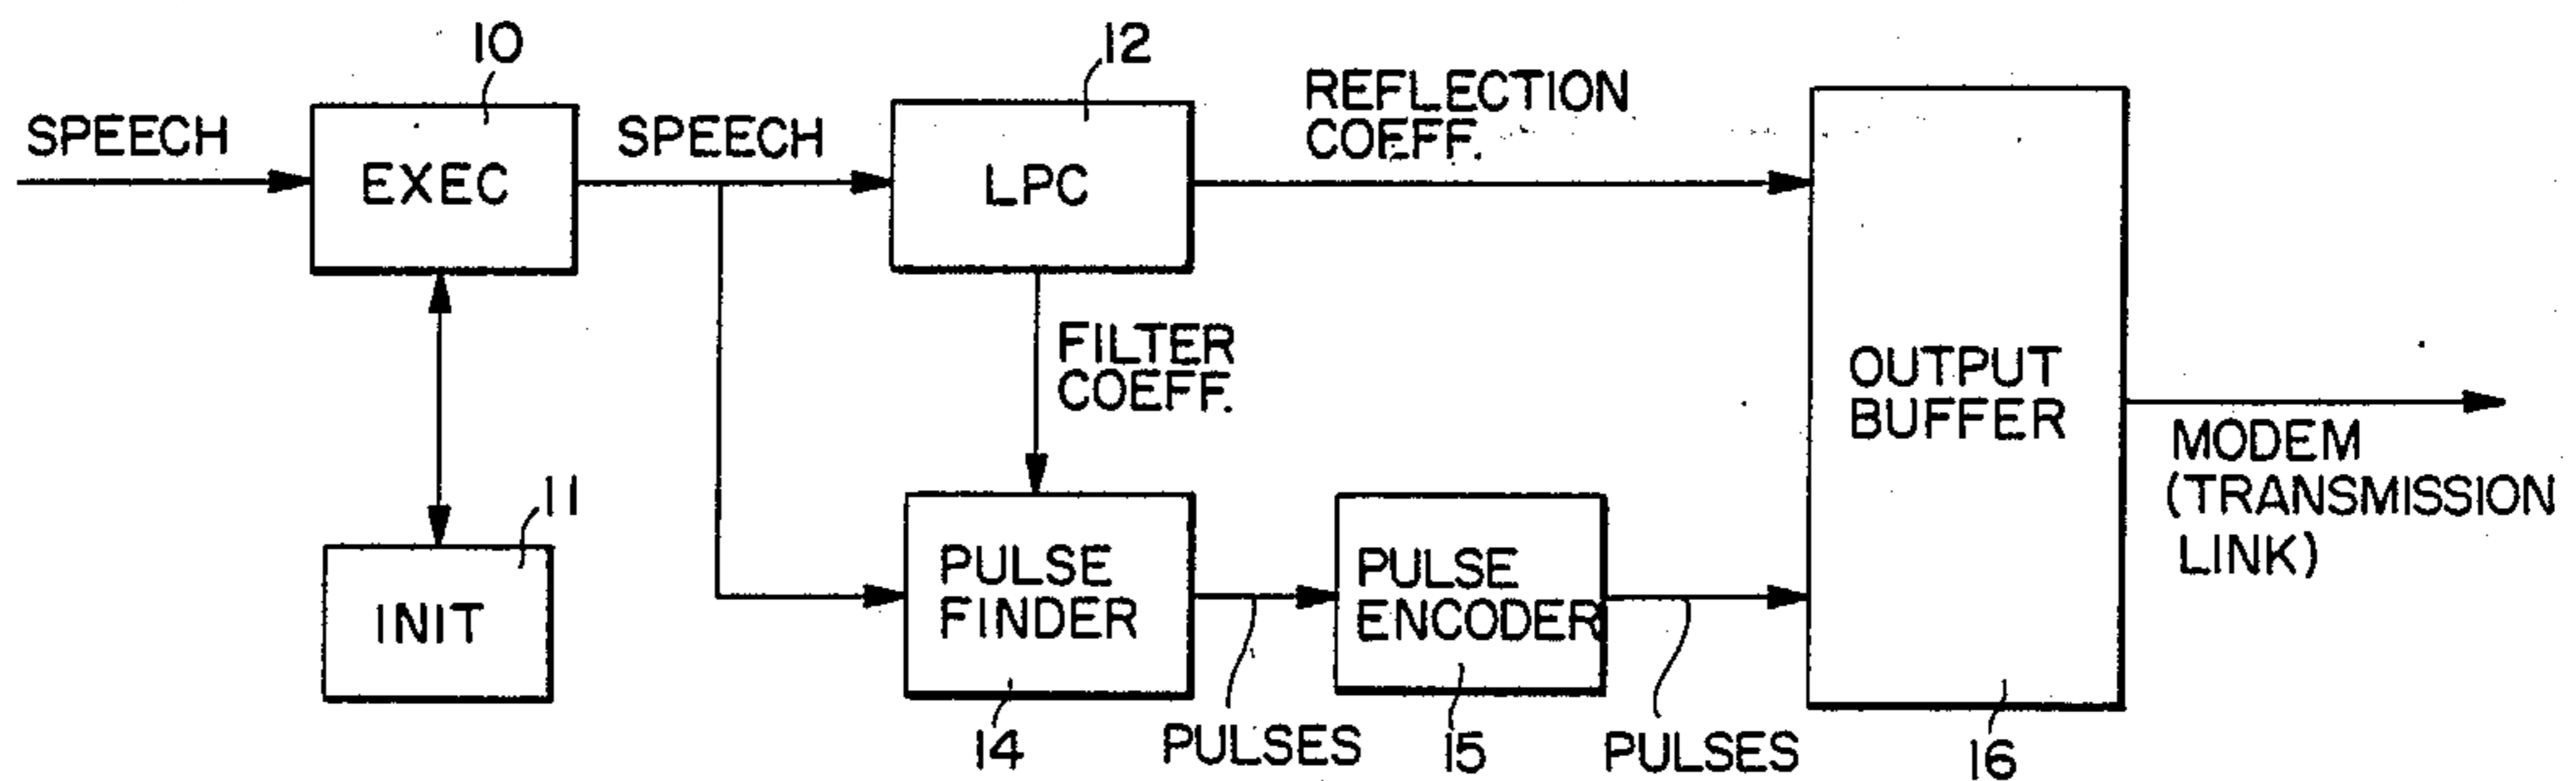 10
12
SPEECH
EXEC
SPEECH
LPC
REFLECTION
COEFF.
FILTER
COEFF.
OUTPUT
BUFFER
MODEM
(TRANSMISSION
LINK)
11
INIT
PULSE
FINDER
PULSE
ENCODER
14
PULSES
15
PULSES
16